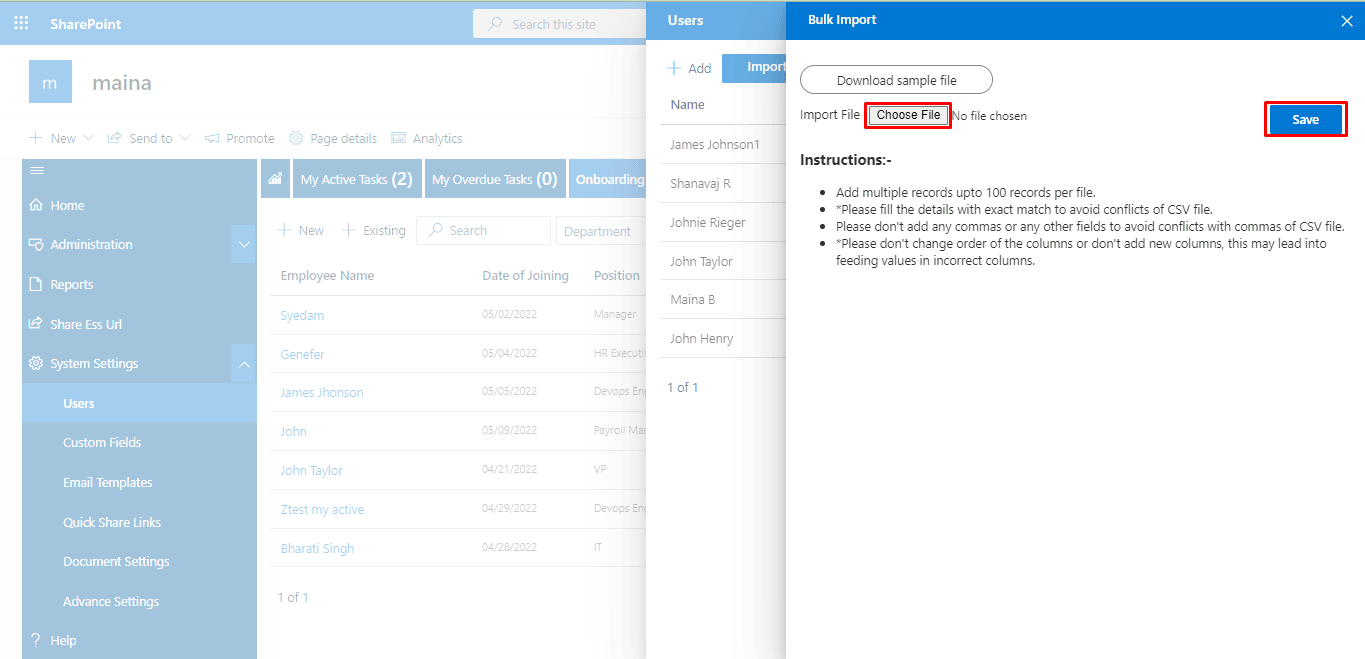 SharePoint
Search this site
m
maina
New
Send to
Promote
Page details
Analytics
Home
Administration
Reports
Share Ess Url
System Settings
Users
Custom Fields
Email Templates
Quick Share Links
Document Settings
Advance Settings
Help
My Active Tasks (2)
My Overdue Tasks (0)
Onboarding
New
Existing
Search
Department
Employee Name Date of Joining Position
Syedam 05/02/2022 Manager
Genefer 05/04/2022 HR
James Jhonson 05/05/2022 Devops
John 05/09/2022 Payroll
John Taylor 04/21/2022 VP
Ztest my active 04/29/2022 Devops
Bharati Singh 04/28/2022 IT
1 of 1
Users
Add
Import
Name
James Johnson1
Shanavaj R
Johnie Rieger
John Taylor
Maina B
John Henry
1 of 1
Bulk Import
Download sample file
Import File Choose File No file chosen
Save
Instructions:-
Add multiple records upto 100 records per file.
*Please fill the details with exact match to avoid conflicts of CSV file.
Please don't add any commas or any other fields to avoid conflicts with commas of CSV file.
*Please don't change order of the columns or don't add new columns, this may lead into
feeding values in incorrect columns.